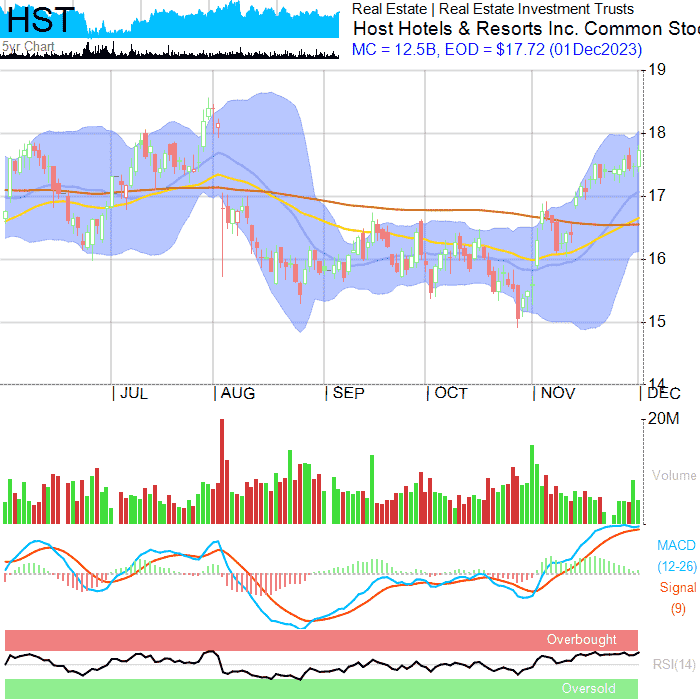 HST
5yr Chart
Real Estate | Real Estate Investment Trusts
Host Hotels & Resorts Inc. Common Stoc
MC = 12.5B, EOD = $17.72 (01Dec2023)
19
18
17
16
15
14
JUL AUG SEP OCT NOV DEC
20M
Volume
MACD
(12-26)
Signal
(9)
Overbought
RSI(14)
Oversold